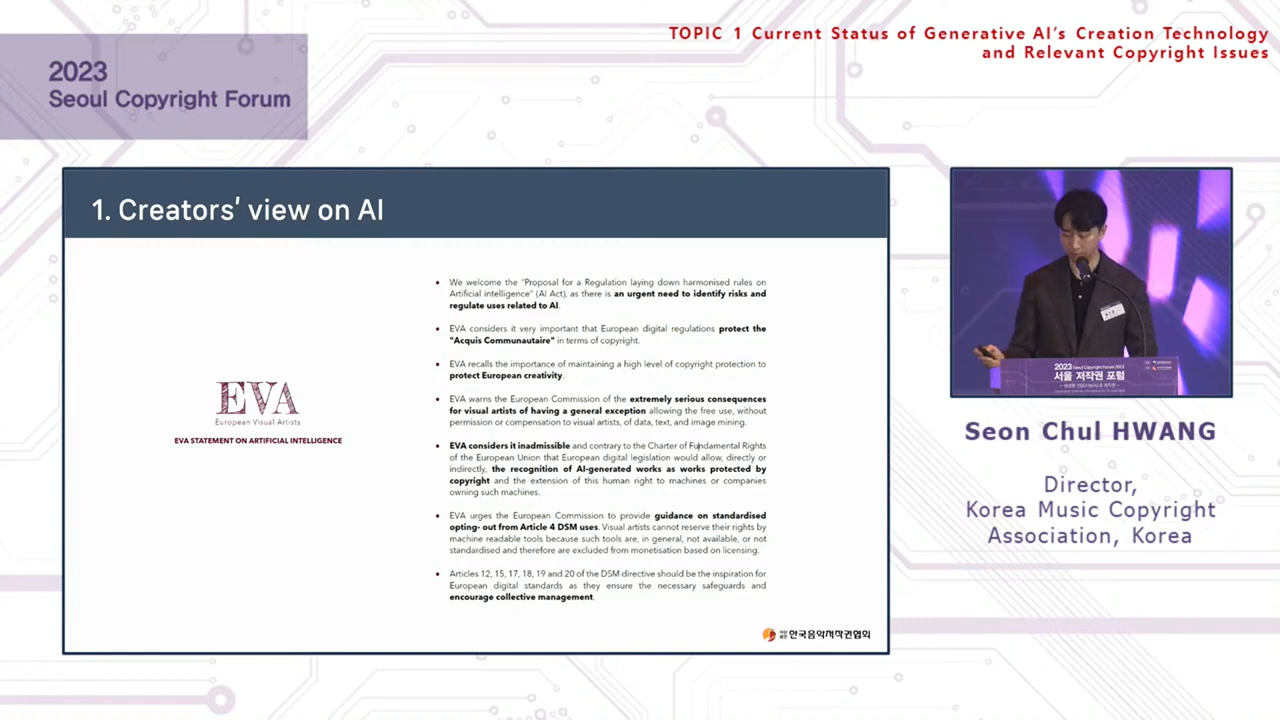 TOPIC 1 Current Status of Generative AI's Creation Technology
and Relevant Copyright Issues
2023
Seoul Copyright Forum
1. Creators' view on AI
EVA
European Visual Artists
EVA STATEMENT ON ARTIFICIAL INTELLIGENCE
• We welcome the "Proposal for a Regulation laying down harmonised rules on
Artificial intelligence" (AI Act), as there is an urgent need to identify risks and
regulate uses related to AI.
• EVA considers it very important that European digital regulations protect the
"Acquis Communautaire" in terms of copyright.
• EVA recalls the importance of maintaining a high level of copyright protection to
protect European creativity.
• EVA warns the European Commission of the extremely serious consequences
for visual artists of having a general exception allowing the free use, without
permission or compensation to visual artists, of data, text, and image mining.
• EVA considers it inadmissible and contrary to the Charter of Fundamental Rights
of the European Union that European digital legislation would allow, directly or
indirectly, the recognition of AI-generated works as works protected by
copyright and the extension of this human right to machines or companies
owning such machines.
• EVA urges the European Commission to provide guidance on standardised
opting- out from Article 4 DSM uses. Visual artists cannot reserve their rights by
machine readable tools because such tools are, in general, not available, or not
standardised and therefore are excluded from monetisation based on licensing.
• Articles 12, 15, 17, 18, 19 and 20 of the DSM directive should be the inspiration for
European digital standards as they ensure the necessary safeguards and
encourage collective management.
한국음악저작권협회
2023 Seoul Copyright Forum 2023
서울 저작권 포럼
Seon Chul HWANG
Director,
Korea Music Copyright
Association, Korea